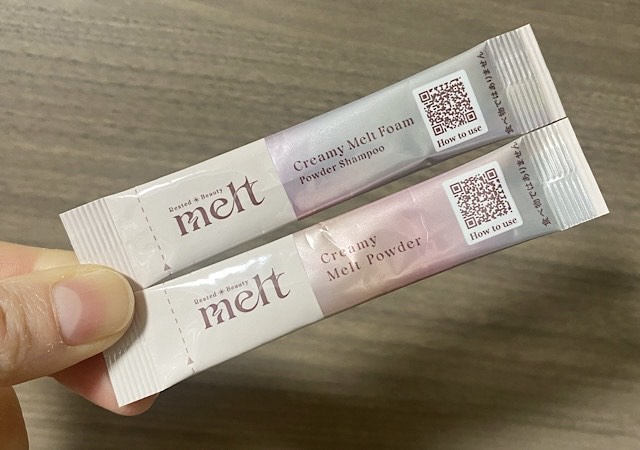 Rested ✳ Beauty
melt
Creamy Melt Foam
Powder Shampoo
How to use
食べ物ではありません。
Rested ✳ Beauty
melt
Creamy
Melt Powder
How to use
食べ物ではありません。